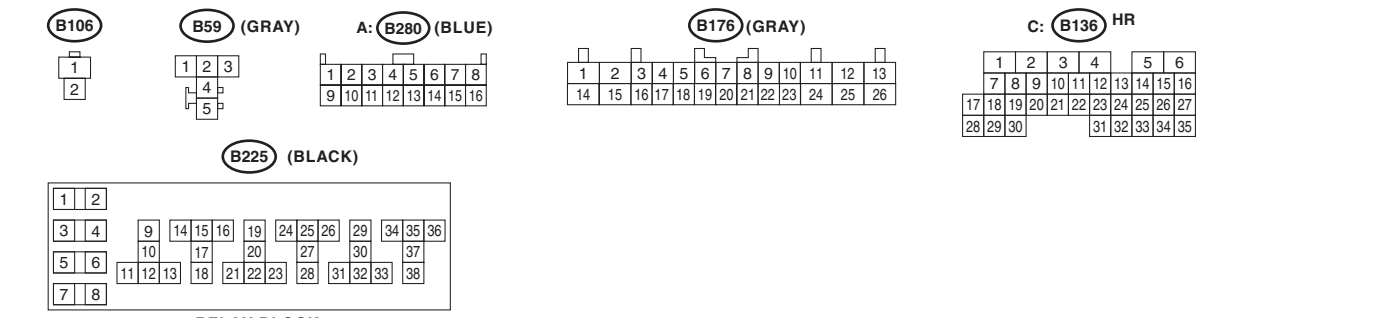 B106
B59 (GRAY)
A: B280 (BLUE)
B176 (GRAY)
C: B136 HR
1
2
1 2 3
4
5
1 2 3 4 5 6 7 8
9 10 11 12 13 14 15 16
1 2 3 4 5 6 7 8 9 10 11 12 13
14 15 16 17 18 19 20 21 22 23 24 25 26
1 2 3 4 5 6
7 8 9 10 11 12 13 14 15 16
17 18 19 20 21 22 23 24 25 26 27
28 29 30 31 32 33 34 35
B225 (BLACK)
1 2
3 4 9 14 15 16 19 24 25 26 29 34 35 36
10 17 20 27 30 37
5 6 11 12 13 18 21 22 23 28 31 32 33 38
7 8